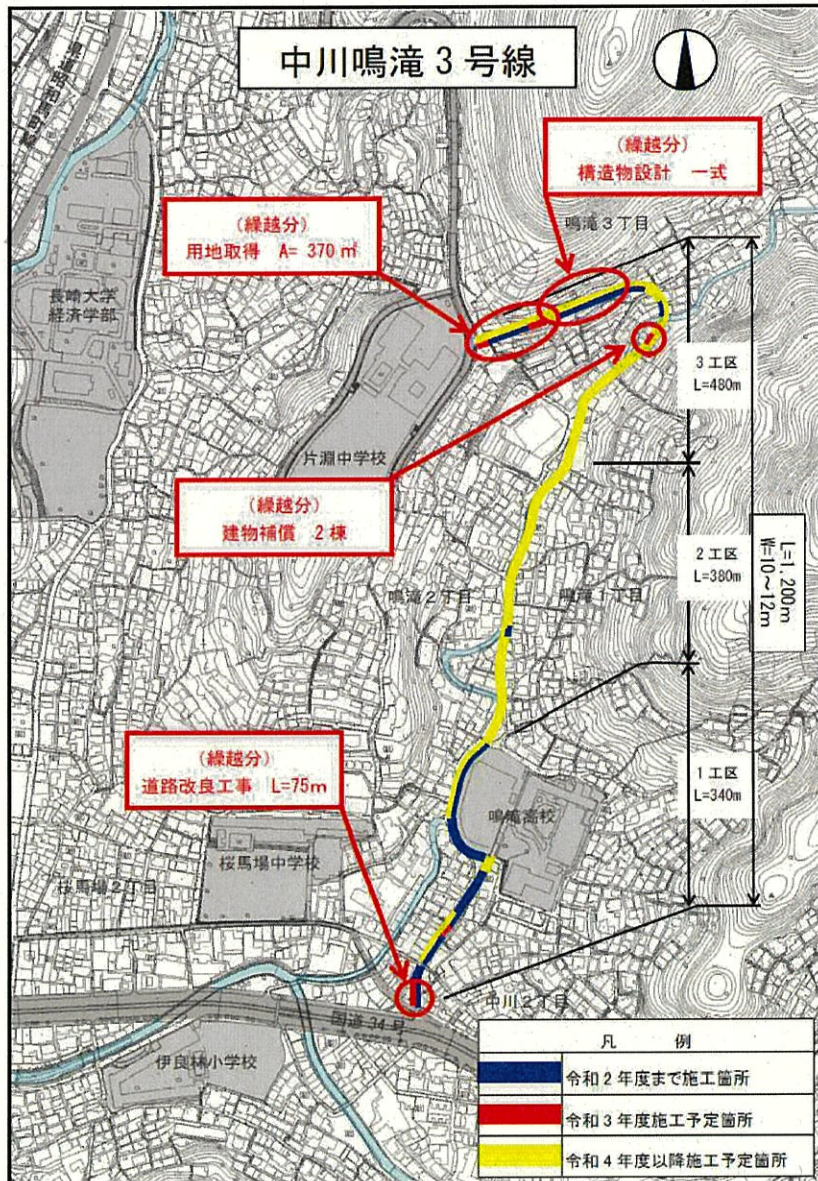 中川鳴滝３号線
県道昭和馬町線
(繰越分)
構造物設計　一式
鳴滝３丁目
(繰越分)
用地取得　A= 370 ㎡
長崎大学
経済学部
3 工区
L=480m
片淵中学校
(繰越分)
建物補償　2 棟
L=1, 200m
W=10～12m
2 工区
L=380m
鳴滝２丁目
鳴滝１丁目
(繰越分)
道路改良工事　L=75ｍ
1 工区
L=340m
鳴滝高校
桜馬場中学校
桜馬場２丁目
中川２丁目
国道 34 号
伊良林小学校
凡　例
令和２年度まで施工箇所
令和３年度施工予定箇所
令和４年度以降施工予定箇所